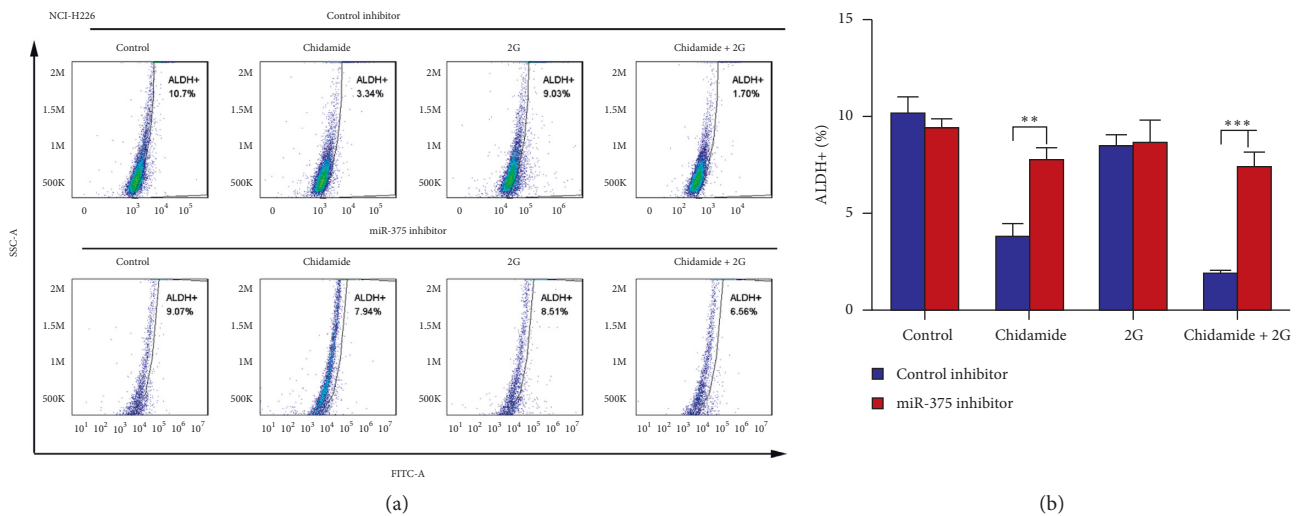 NCI-H226
Control inhibitor
Control Chidamide 2G Chidamide + 2G
2M 2M 2M 2M
ALDH+ ALDH+ ALDH+ ALDH+
10.7% 3.34% 9.03% 1.70%
1.5M 1.5M 1.5M 1.5M
1M 1M 1M 1M
500K 500K 500K 500K
0 10³ 10⁴ 10⁵ 0 10³ 10⁴ 10⁵ 0 10⁴ 10⁵ 10⁶ 0 10² 10³ 10⁴
miR-375 inhibitor
Control Chidamide 2G Chidamide + 2G
2M 2M 2M 2M
ALDH+ ALDH+ ALDH+ ALDH+
9.07% 7.94% 8.51% 6.56%
1.5M 1.5M 1.5M 1.5M
1M 1M 1M 1M
500K 500K 500K 500K
10¹ 10² 10³ 10⁴ 10⁵ 10⁶ 10⁷ 10¹ 10² 10³ 10⁴ 10⁵ 10⁶ 10⁷ 10¹ 10² 10³ 10⁴ 10⁵ 10⁶ 10⁷ 10¹ 10² 10³ 10⁴ 10⁵ 10⁶ 10⁷
SSC-A
FITC-A
(a)
15
10
5
0
ALDH+ (%)
** ***
Control Chidamide 2G Chidamide + 2G
Control inhibitor
miR-375 inhibitor
(b)